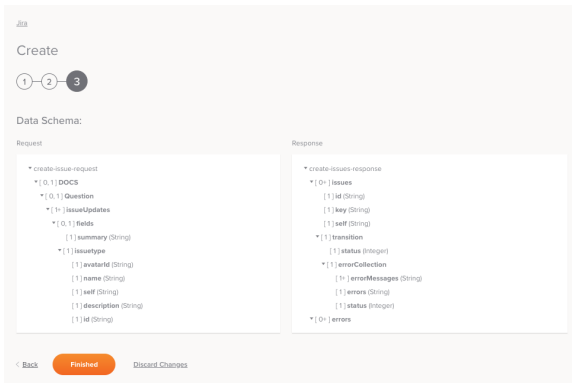 Jira
Create
1 2 3
Data Schema:
Request
create-issue-request
[ 0, 1 ] DOCS
[ 0, 1 ] Question
[ 1+ ] issueUpdates
[ 0, 1 ] fields
[ 1 ] summary (String)
[ 1 ] issuetype
[ 1 ] avatarId (String)
[ 1 ] name (String)
[ 1 ] self (String)
[ 1 ] description (String)
[ 1 ] id (String)
Response
create-issues-response
[ 0+ ] issues
[ 1 ] id (String)
[ 1 ] key (String)
[ 1 ] self (String)
[ 1 ] transition
[ 1 ] status (Integer)
[ 1 ] errorCollection
[ 1+ ] errorMessages (String)
[ 1 ] errors (String)
[ 1 ] status (Integer)
[ 0+ ] errors
< Back
Finished
Discard Changes